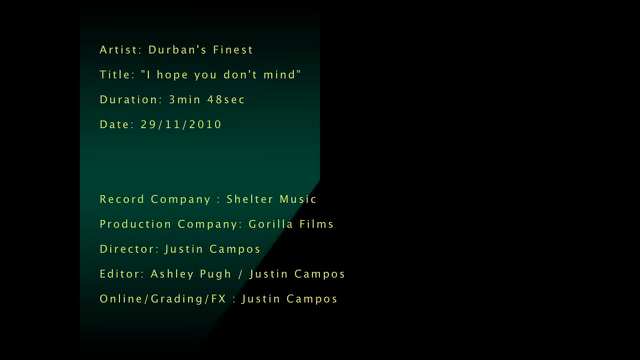 Artist: Durban's Finest
Title: "I hope you don't mind"
Duration: 3min 48sec
Date: 29/11/2010
Record Company : Shelter Music
Production Company: Gorilla Films
Director: Justin Campos
Editor: Ashley Pugh / Justin Campos
Online/Grading/FX : Justin Campos